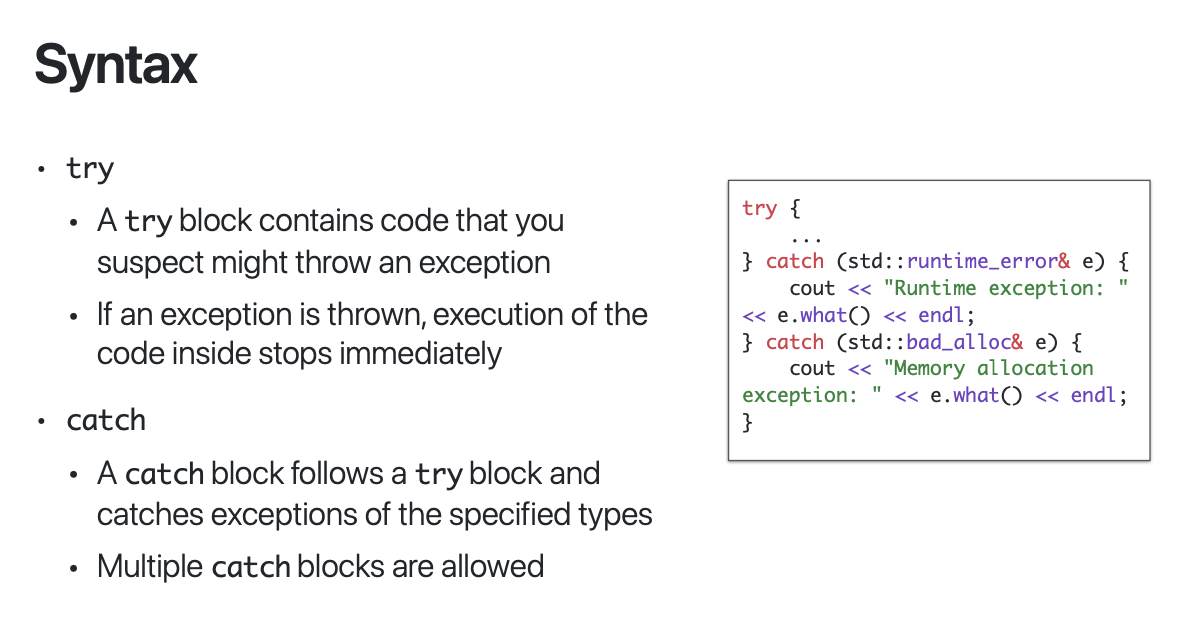 Syntax
• try
• A try block contains code that you
suspect might throw an exception
• If an exception is thrown, execution of the
code inside stops immediately
• catch
• A catch block follows a try block and
catches exceptions of the specified types
• Multiple catch blocks are allowed
try {
    ...
} catch (std::runtime_error& e) {
    cout << "Runtime exception: "
<< e.what() << endl;
} catch (std::bad_alloc& e) {
    cout << "Memory allocation
exception: " << e.what() << endl;
}